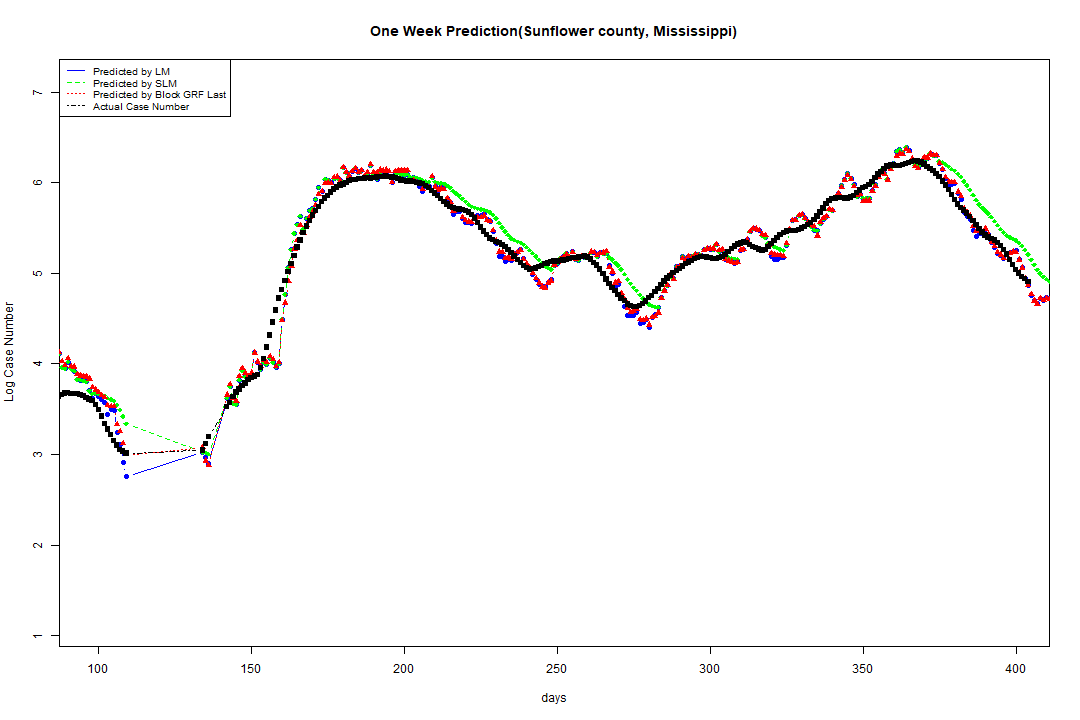 One Week Prediction(Sunflower county, Mississippi)
Predicted by LM
Predicted by SLM
Predicted by Block GRF Last
Actual Case Number
7
6
5
4
3
2
1
Log Case Number
100 150 200 250 300 350 400
days